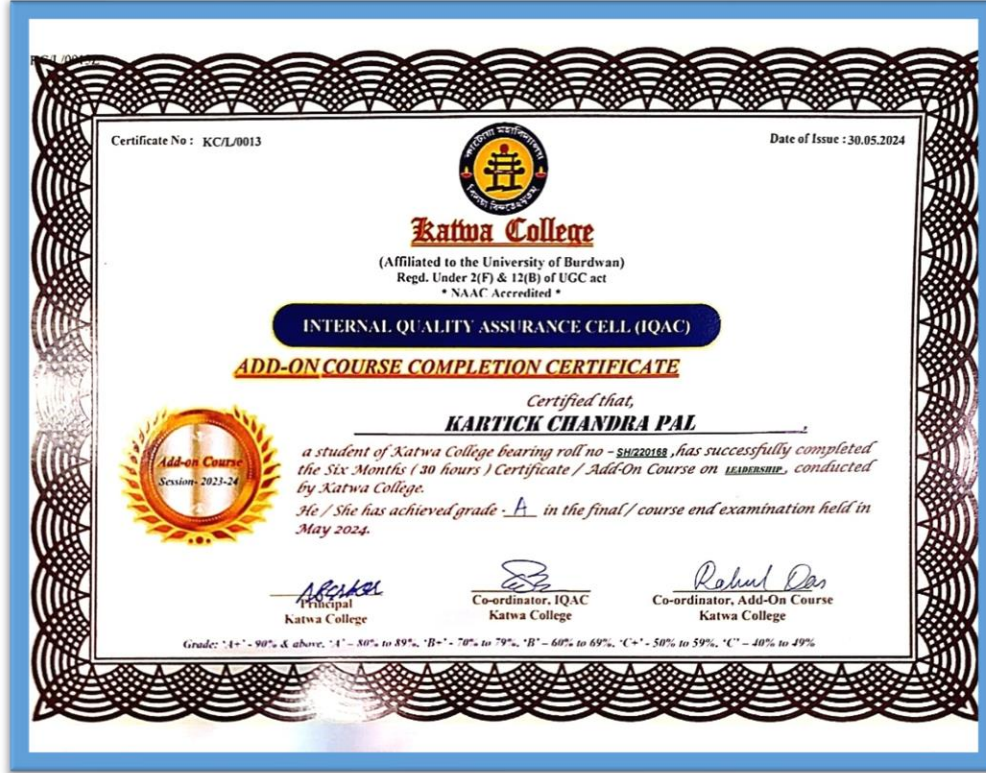 Certificate No : KC/L/0013
Date of Issue : 30.05.2024
কাটোয়া মহাবিদ্যালয়
Katwa College
(Affiliated to the University of Burdwan)
Regd. Under 2(F) & 12(B) of UGC act
* NAAC Accredited *
INTERNAL QUALITY ASSURANCE CELL (IQAC)
ADD-ON COURSE COMPLETION CERTIFICATE
Certified that,
KARTICK CHANDRA PAL
a student of Katwa College bearing roll no - SH/220168 , has successfully completed
the Six Months ( 30 hours ) Certificate / Add-On Course on LEADERSHIP , conducted
by Katwa College.
He / She has achieved grade - A in the final / course end examination held in
May 2024.
Add-on Course
Session- 2023-24
Rahul Das
Principal
Katwa College
Co-ordinator, IQAC
Katwa College
Co-ordinator, Add-On Course
Katwa College
Grade: 'A+' - 90% & above, 'A' – 80% to 89%, 'B+' - 70% to 79%, 'B' – 60% to 69%, 'C+' - 50% to 59%, 'C' – 40% to 49%